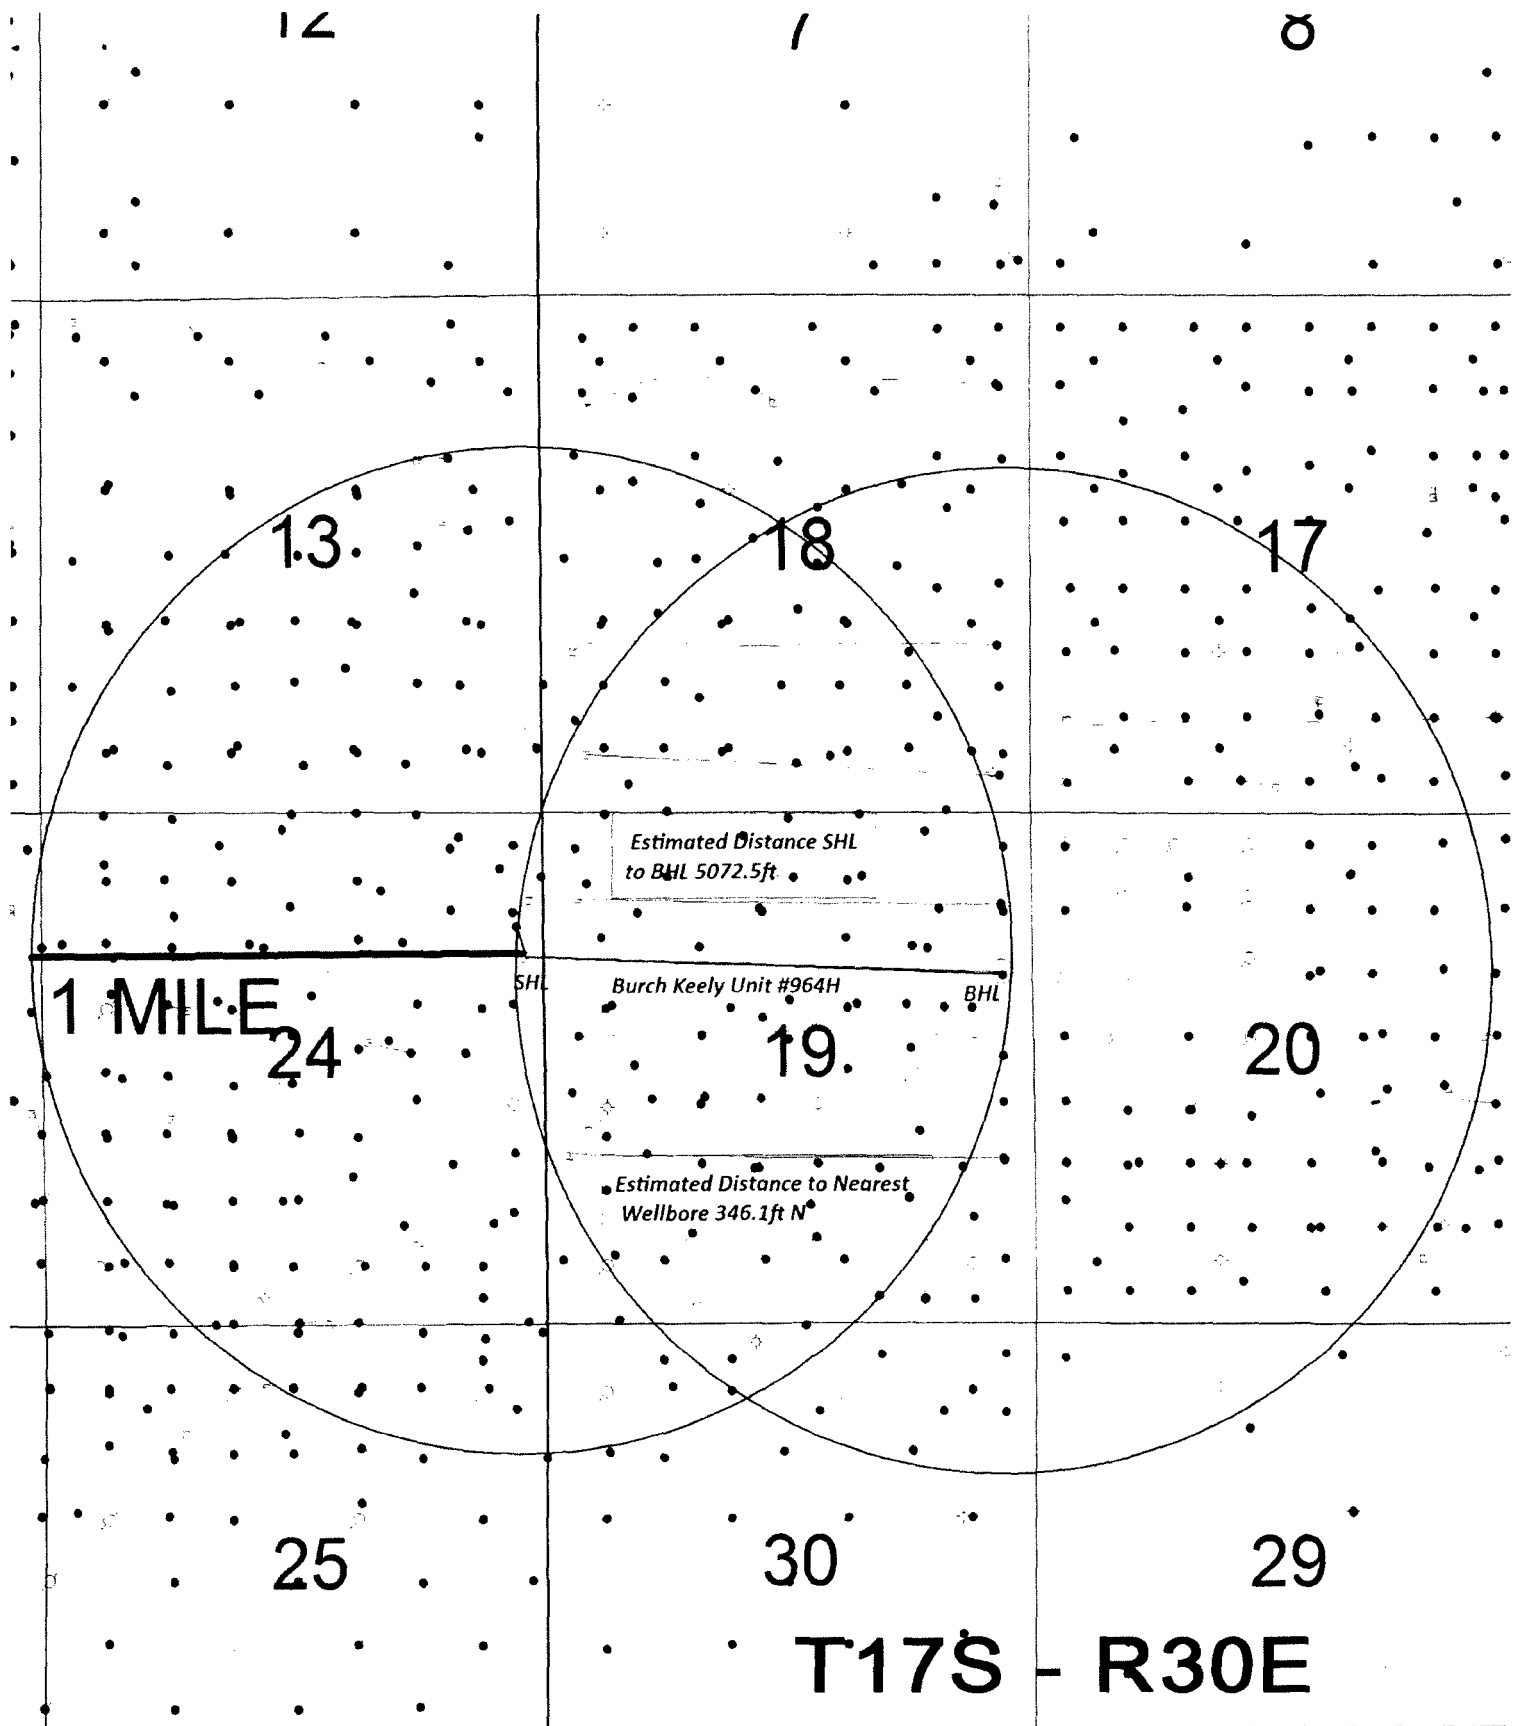 12 7 8
13 18 17
Estimated Distance SHL
to BHL 5072.5ft
SHL Burch Keely Unit #964H BHL
1 MILE
24 19 20
Estimated Distance to Nearest
Wellbore 346.1ft N
25 30 29
T17S - R30E